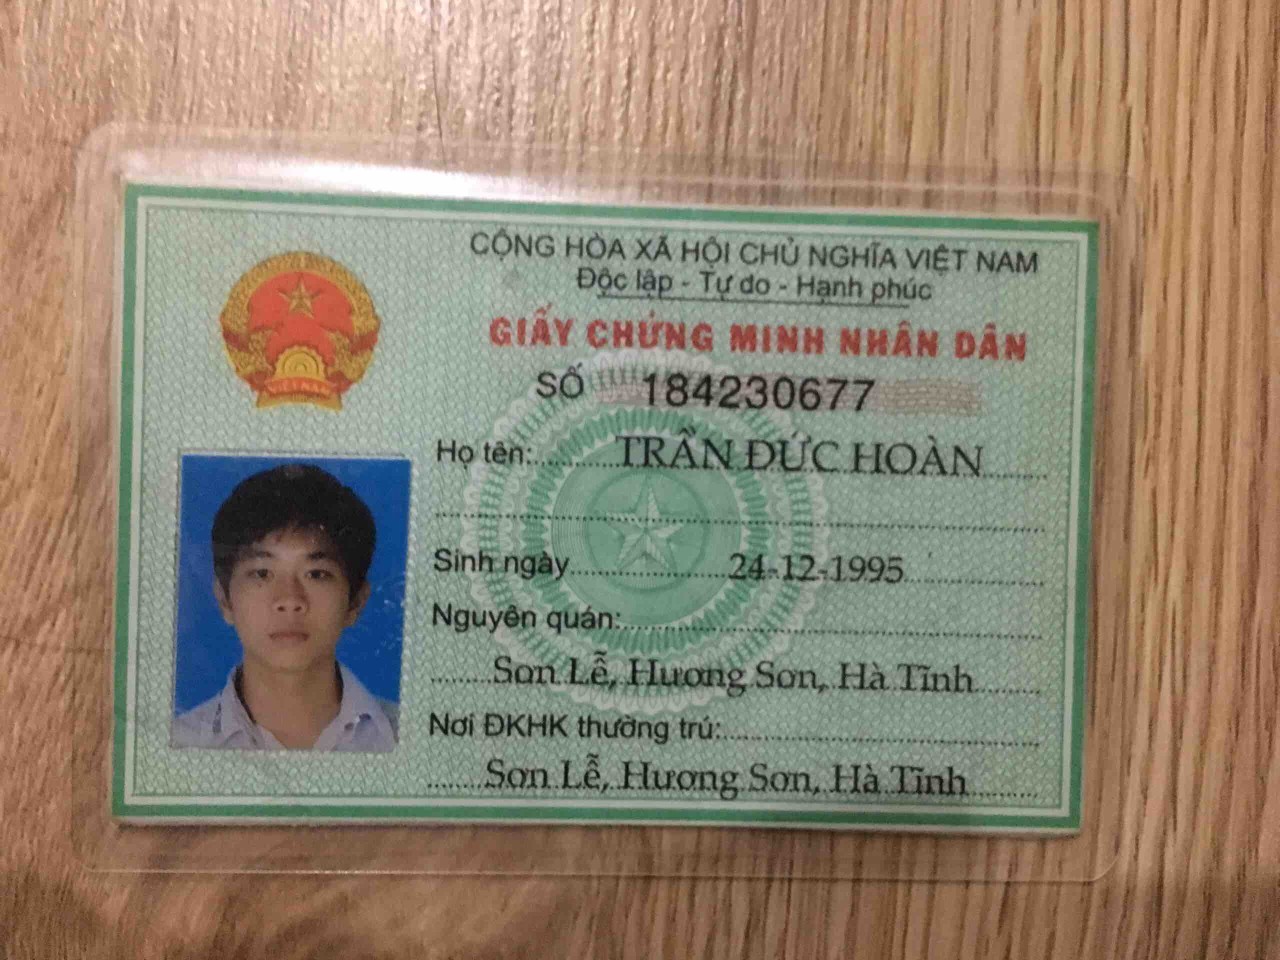 CỘNG HÒA XÃ HỘI CHỦ NGHĨA VIỆT NAM
Độc lập - Tự do - Hạnh phúc
GIẤY CHỨNG MINH NHÂN DÂN
SỐ 184230677
VIỆT NAM
Họ tên: TRẦN ĐỨC HOÀN
Sinh ngày 24-12-1995
Nguyên quán:
Sơn Lễ, Hương Sơn, Hà Tĩnh
Nơi ĐKHK thường trú:
Sơn Lễ, Hương Sơn, Hà Tĩnh